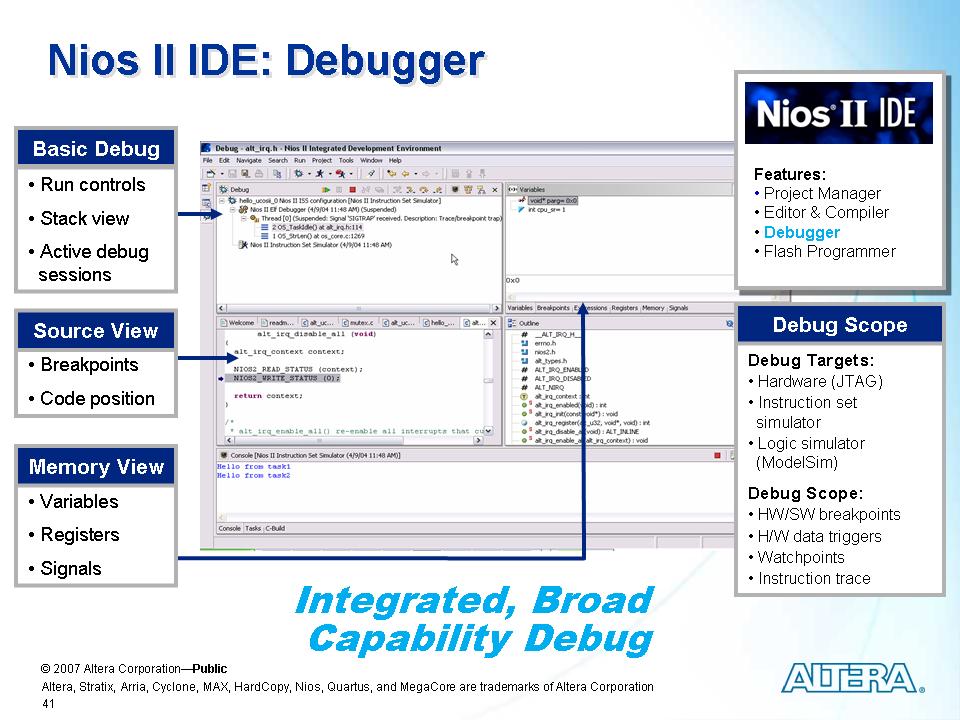 Nios II IDE: Debugger
Basic Debug
• Run controls
• Stack view
• Active debug
sessions
Source View
• Breakpoints
• Code position
Memory View
• Variables
• Registers
• Signals
Debug - alt_irq.h - Nios II Integrated Development Environment
File Edit Navigate Search Run Project Tools Window Help
Debug
hello_ucosii_0 Nios II ISS configuration [Nios II Instruction Set Simulator]
Nios II Elf Debugger (4/9/04 11:48 AM) (Suspended)
Thread [0] (Suspended: Signal 'SIGTRAP' received. Description: Trace/breakpoint trap)
2 OS_TaskIdle() at alt_irq.h:114
1 OS_StrLen() at os_core.c:1269
Nios II Instruction Set Simulator (4/9/04 11:48 AM)
Variables
void* parg= 0x0
int cpu_sr= 1
0x0
Variables Breakpoints Expressions Registers Memory Signals
Welcome readm... alt_uc... mutex.c alt_uc... hello_... alt_...
alt_irq_disable_all (void)
{
alt_irq_context context;
NIOS2_READ_STATUS (context);
NIOS2_WRITE_STATUS (0);
return context;
}
/*
* alt_irq_enable_all() re-enable all interrupts that cu
Outline
__ALT_IRQ_H__
errno.h
nios2.h
alt_types.h
ALT_IRQ_ENABLED
ALT_IRQ_DISABLED
ALT_NIRQ
alt_irq_context : int
alt_irq_enabled(void) : int
alt_irq_init(const void*) : void
alt_irq_register(alt_u32, void*, void
alt_irq_disable_all(void) : ALT_INLINE
alt_irq_enable_all(alt_irq_context) : void
Console [Nios II Instruction Set Simulator (4/9/04 11:48 AM)]
Hello from task1
Hello from task2
Console Tasks C-Build
Nios® II IDE
Features:
• Project Manager
• Editor & Compiler
• Debugger
• Flash Programmer
Debug Scope
Debug Targets:
• Hardware (JTAG)
• Instruction set
simulator
• Logic simulator
(ModelSim)
Debug Scope:
• HW/SW breakpoints
• H/W data triggers
• Watchpoints
• Instruction trace
Integrated, Broad
Capability Debug
© 2007 Altera Corporation—Public
Altera, Stratix, Arria, Cyclone, MAX, HardCopy, Nios, Quartus, and MegaCore are trademarks of Altera Corporation
41
ALTERA®